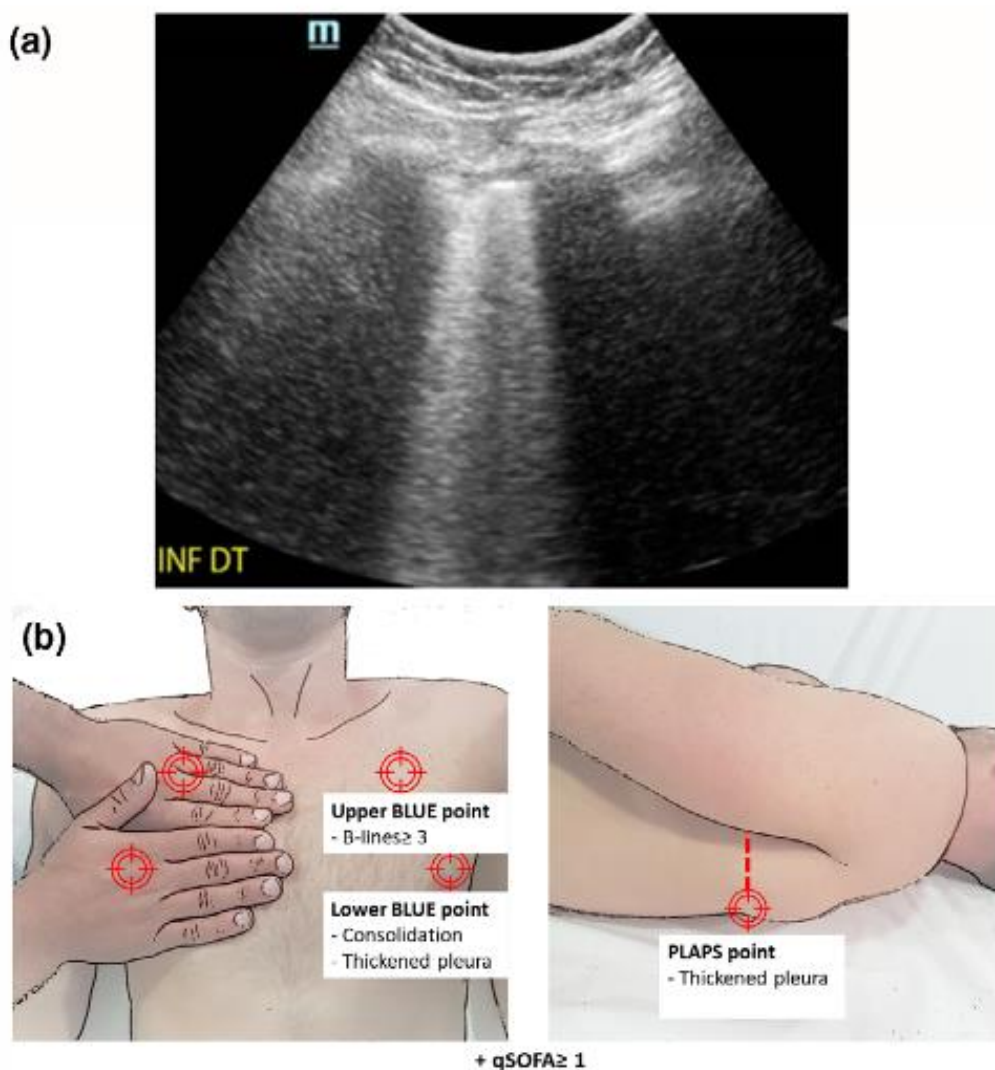 (a)
m
INF DT
(b)
Upper BLUE point
- B-lines≥ 3
Lower BLUE point
- Consolidation
- Thickened pleura
PLAPS point
- Thickened pleura
+ qSOFA≥ 1